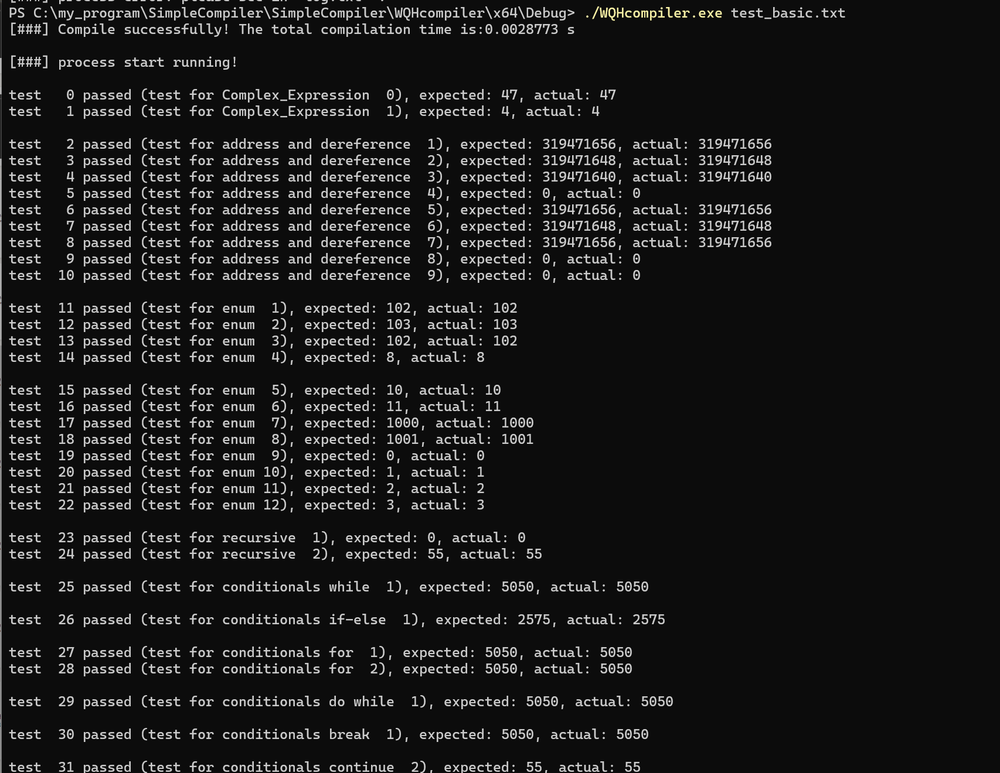 [###] process error! please see in "log.txt" !
PS C:\my_program\SimpleCompiler\SimpleCompiler\WQHcompiler\x64\Debug> ./WQHcompiler.exe test_basic.txt
[###] Compile successfully! The total compilation time is:0.0028773 s
[###] process start running!
test   0 passed (test for Complex_Expression  0), expected: 47, actual: 47
test   1 passed (test for Complex_Expression  1), expected: 4, actual: 4
test   2 passed (test for address and dereference  1), expected: 319471656, actual: 319471656
test   3 passed (test for address and dereference  2), expected: 319471648, actual: 319471648
test   4 passed (test for address and dereference  3), expected: 319471640, actual: 319471640
test   5 passed (test for address and dereference  4), expected: 0, actual: 0
test   6 passed (test for address and dereference  5), expected: 319471656, actual: 319471656
test   7 passed (test for address and dereference  6), expected: 319471648, actual: 319471648
test   8 passed (test for address and dereference  7), expected: 319471656, actual: 319471656
test   9 passed (test for address and dereference  8), expected: 0, actual: 0
test  10 passed (test for address and dereference  9), expected: 0, actual: 0
test  11 passed (test for enum  1), expected: 102, actual: 102
test  12 passed (test for enum  2), expected: 103, actual: 103
test  13 passed (test for enum  3), expected: 102, actual: 102
test  14 passed (test for enum  4), expected: 8, actual: 8
test  15 passed (test for enum  5), expected: 10, actual: 10
test  16 passed (test for enum  6), expected: 11, actual: 11
test  17 passed (test for enum  7), expected: 1000, actual: 1000
test  18 passed (test for enum  8), expected: 1001, actual: 1001
test  19 passed (test for enum  9), expected: 0, actual: 0
test  20 passed (test for enum 10), expected: 1, actual: 1
test  21 passed (test for enum 11), expected: 2, actual: 2
test  22 passed (test for enum 12), expected: 3, actual: 3
test  23 passed (test for recursive  1), expected: 0, actual: 0
test  24 passed (test for recursive  2), expected: 55, actual: 55
test  25 passed (test for conditionals while  1), expected: 5050, actual: 5050
test  26 passed (test for conditionals if-else  1), expected: 2575, actual: 2575
test  27 passed (test for conditionals for  1), expected: 5050, actual: 5050
test  28 passed (test for conditionals for  2), expected: 5050, actual: 5050
test  29 passed (test for conditionals do while  1), expected: 5050, actual: 5050
test  30 passed (test for conditionals break  1), expected: 5050, actual: 5050
test  31 passed (test for conditionals continue  2), expected: 55, actual: 55